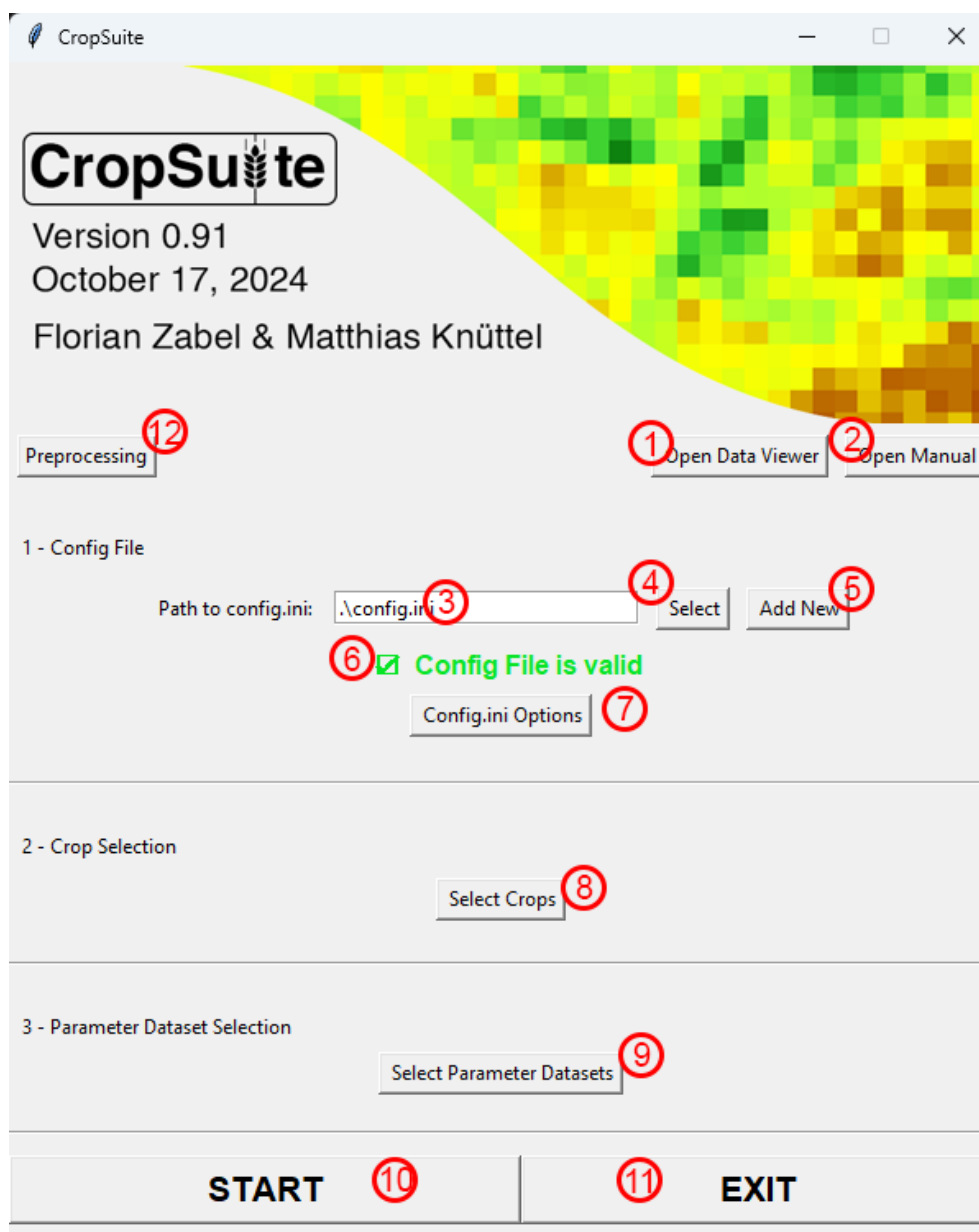 CropSuite
CropSuite
Version 0.91
October 17, 2024
Florian Zabel & Matthias Knüttel
Preprocessing 12 1 Open Data Viewer 2 Open Manual
1 - Config File
Path to config.ini: .\config.ini 3 4 Select Add New 5
6 Config File is valid
Config.ini Options 7
2 - Crop Selection
Select Crops 8
3 - Parameter Dataset Selection
Select Parameter Datasets 9
START 10 11 EXIT